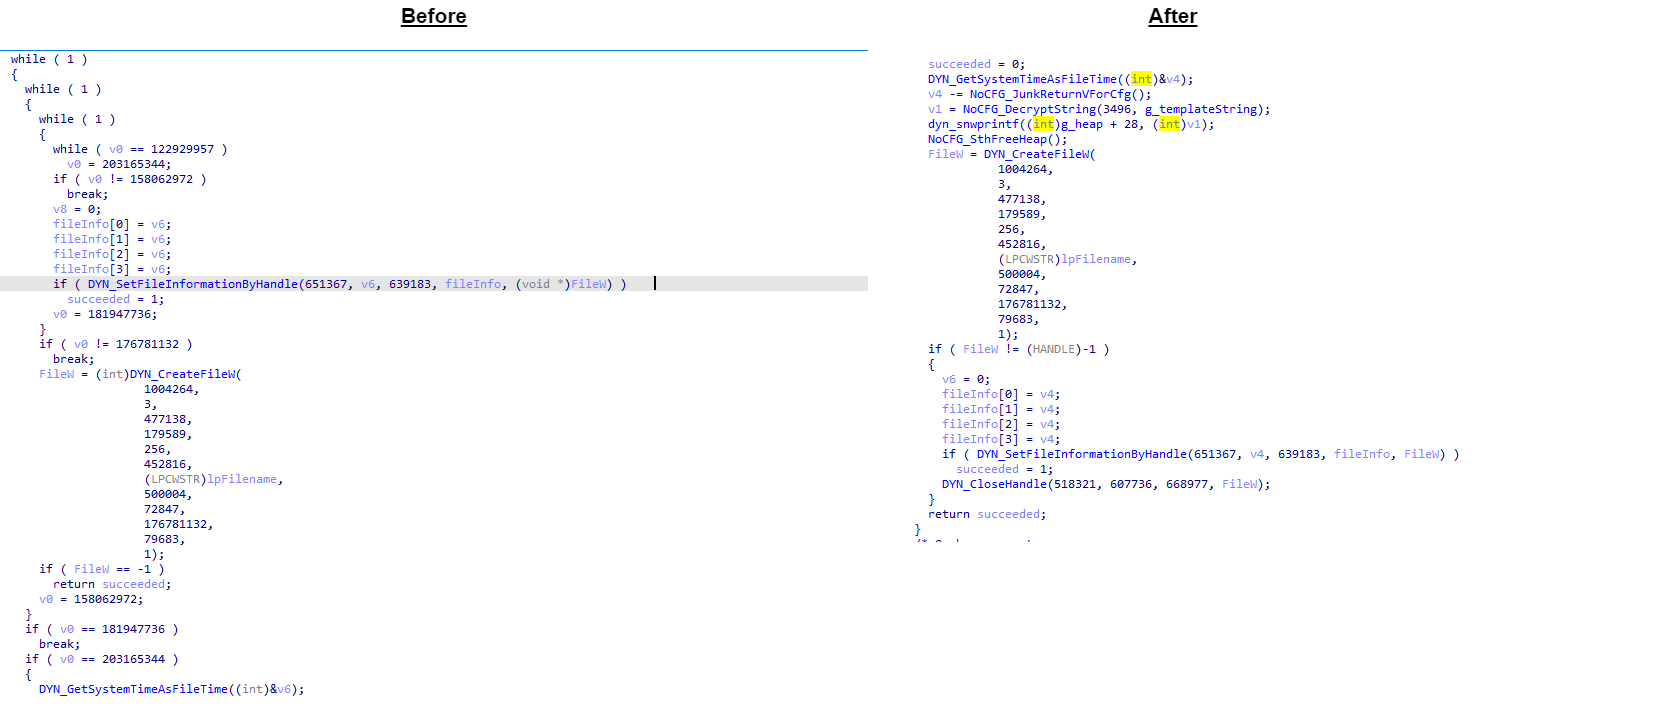 Before
while ( 1 )
{
while ( 1 )
{
while ( 1 )
{
while ( v0 == 122929957 )
v0 = 203165344;
if ( v0 != 158062972 )
break;
v8 = 0;
fileInfo[0] = v6;
fileInfo[1] = v6;
fileInfo[2] = v6;
fileInfo[3] = v6;
if ( DYN_SetFileInformationByHandle(651367, v6, 639183, fileInfo, (void *)FileW) )
succeeded = 1;
v0 = 181947736;
}
if ( v0 != 176781132 )
break;
FileW = (int)DYN_CreateFileW(
1004264,
3,
477138,
179589,
256,
452816,
(LPCWSTR)lpFilename,
500004,
72847,
176781132,
79683,
1);
if ( FileW == -1 )
return succeeded;
v0 = 158062972;
}
if ( v0 == 181947736 )
break;
if ( v0 == 203165344 )
{
DYN_GetSystemTimeAsFileTime((int)&v6);
After
succeeded = 0;
DYN_GetSystemTimeAsFileTime((int)&v4);
v4 -= NoCFG_JunkReturnVForCfg();
v1 = NoCFG_DecryptString(3496, g_templateString);
dyn_snwprintf((int)g_heap + 28, (int)v1);
NoCFG_SthFreeHeap();
FileW = DYN_CreateFileW(
1004264,
3,
477138,
179589,
256,
452816,
(LPCWSTR)lpFilename,
500004,
72847,
176781132,
79683,
1);
if ( FileW != (HANDLE)-1 )
{
v6 = 0;
fileInfo[0] = v4;
fileInfo[1] = v4;
fileInfo[2] = v4;
fileInfo[3] = v4;
if ( DYN_SetFileInformationByHandle(651367, v4, 639183, fileInfo, FileW) )
succeeded = 1;
DYN_CloseHandle(518321, 607736, 668977, FileW);
}
return succeeded;
}